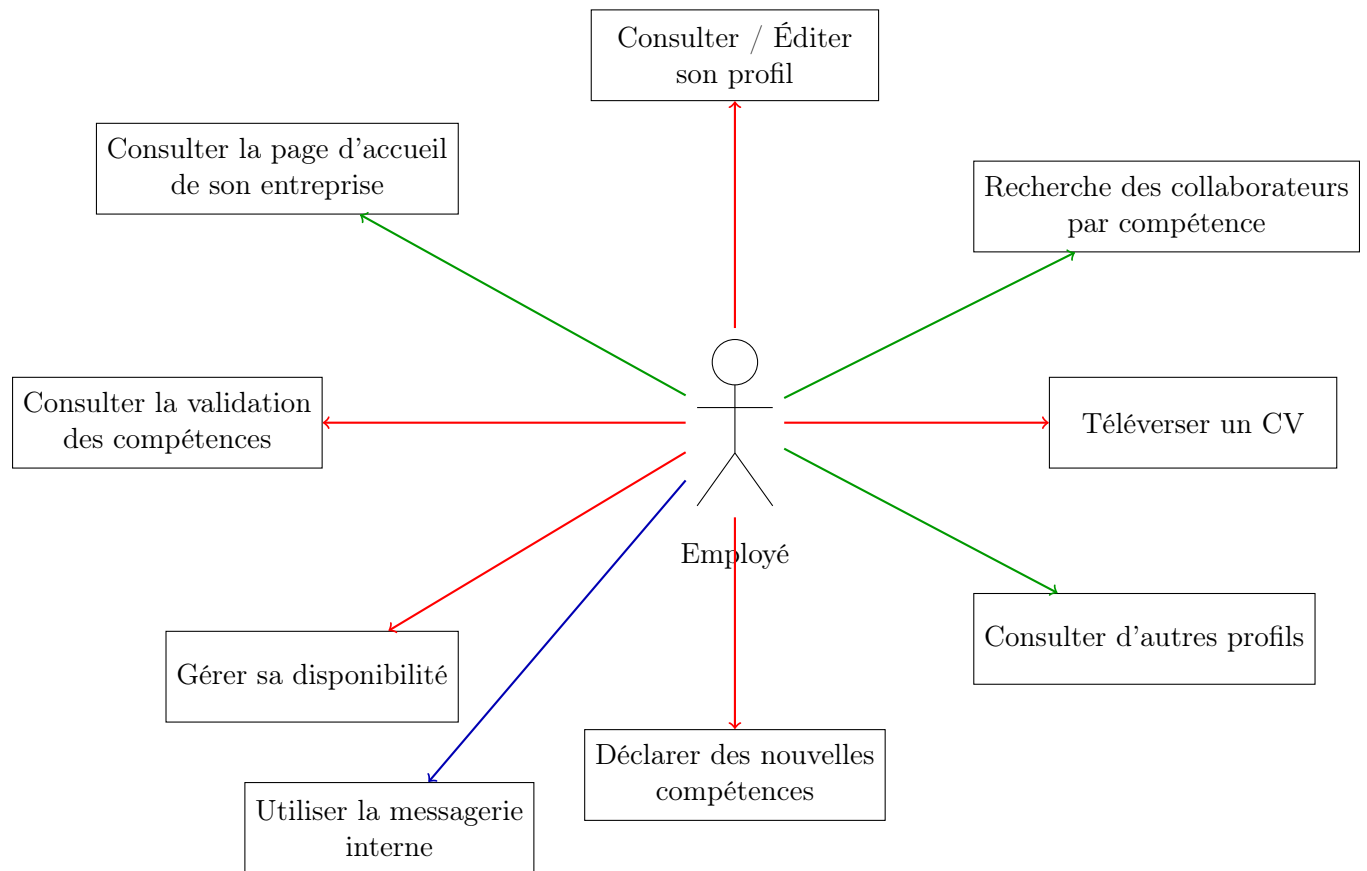 Consulter / Éditer
son profil
Consulter la page d'accueil
de son entreprise
Recherche des collaborateurs
par compétence
Consulter la validation
des compétences
Téléverser un CV
Employé
Consulter d'autres profils
Gérer sa disponibilité
Déclarer des nouvelles
compétences
Utiliser la messagerie
interne